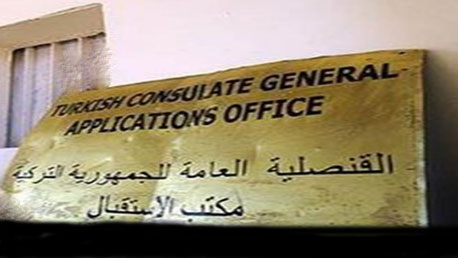 TURKISH CONSULATE GENERAL
APPLICATIONS OFFICE
القنصلية العامة للجمهورية التركية
مكتب الاستقبال